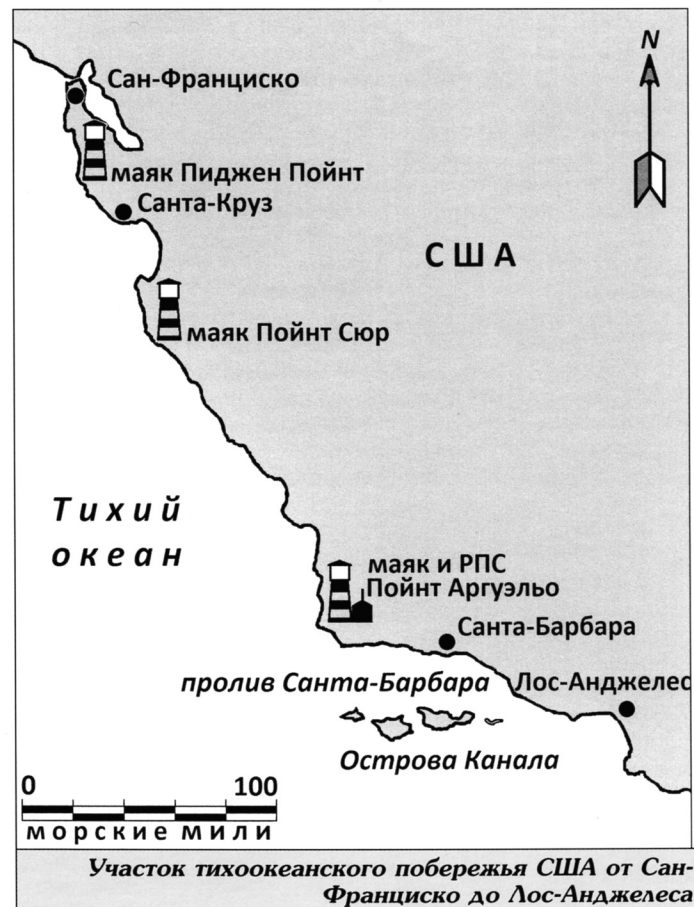 N
Сан-Франциско
маяк Пиджен Пойнт
Санта-Круз
США
маяк Пойнт Сюр
Тихий
океан
маяк и РПС
Пойнт Аргуэльо
Санта-Барбара
пролив Санта-Барбара
Лос-Анджелес
Острова Канала
0 100
морские мили
Участок тихоокеанского побережья США от Сан-
Франциско до Лос-Анджелеса